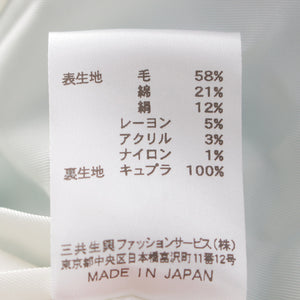 表生地 毛 58%
綿 21%
絹 12%
レーヨン 5%
アクリル 3%
ナイロン 1%
裏生地 キュプラ 100%
三共生興ファッションサービス(株)
東京都中央区日本橋富沢町11番12号
MADE IN JAPAN